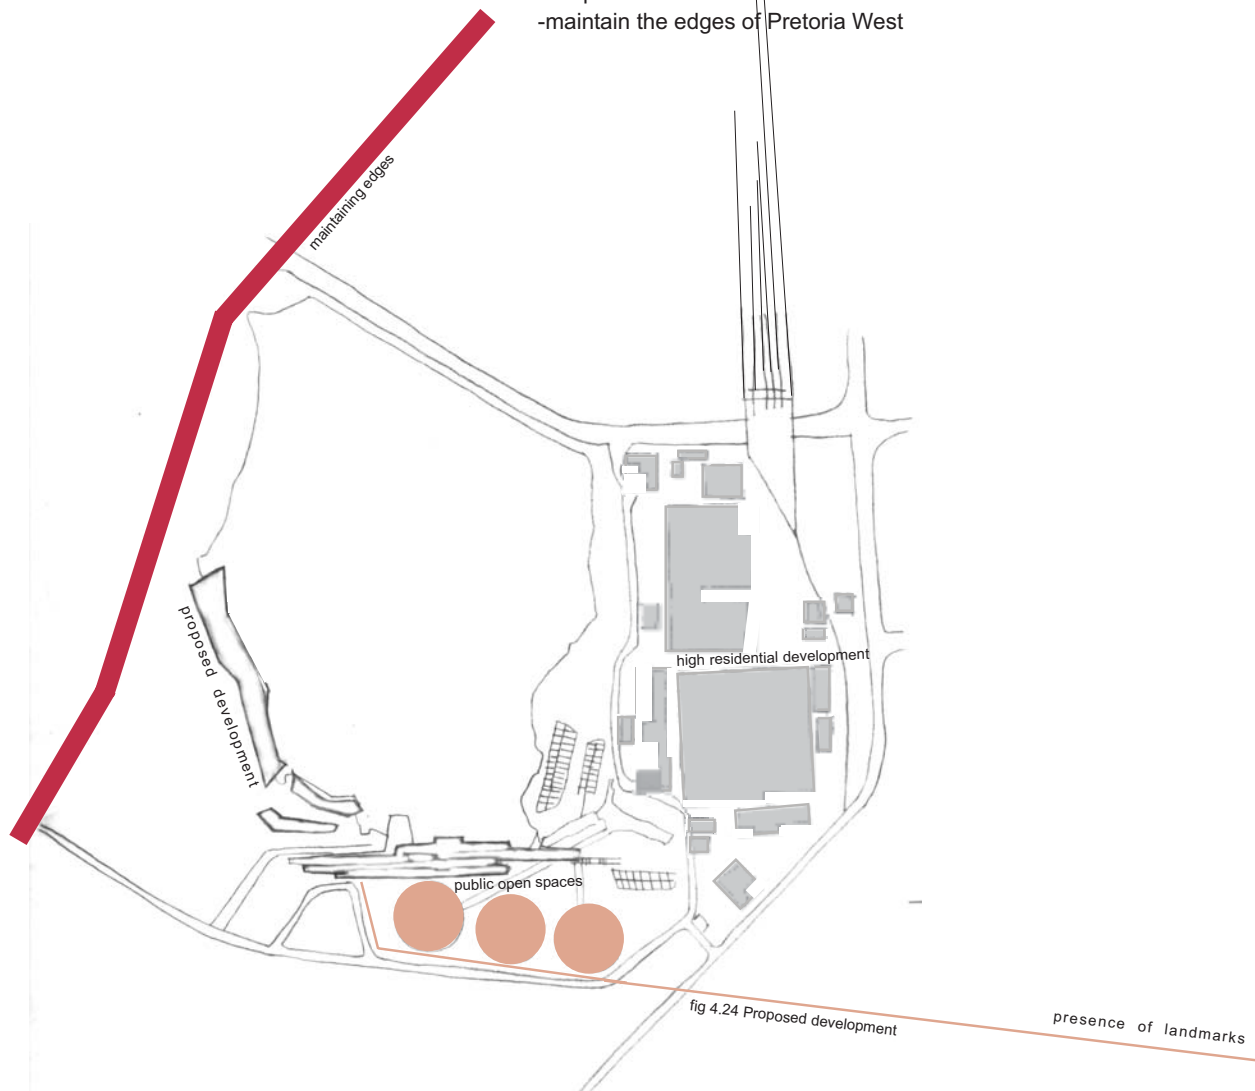 -maintain the edges of Pretoria West
maintaining edges
proposed development
high residential development
public open spaces
fig 4.24 Proposed development
presence of landmarks